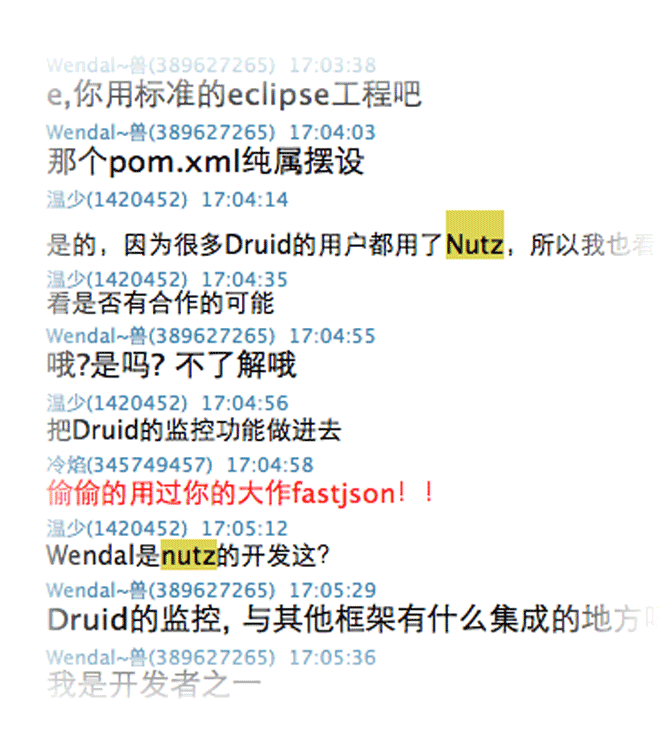 Wendal~兽(389627265) 17:03:38
e,你用标准的eclipse工程吧
Wendal~兽(389627265) 17:04:03
那个pom.xml纯属摆设
温少(1420452) 17:04:14
是的，因为很多Druid的用户都用了Nutz，所以我也看
温少(1420452) 17:04:35
看是否有合作的可能
Wendal~兽(389627265) 17:04:55
哦?是吗? 不了解哦
温少(1420452) 17:04:56
把Druid的监控功能做进去
冷焰(345749457) 17:04:58
偷偷的用过你的大作fastjson！！
温少(1420452) 17:05:12
Wendal是nutz的开发这?
Wendal~兽(389627265) 17:05:29
Druid的监控, 与其他框架有什么集成的地方
Wendal~兽(389627265) 17:05:36
我是开发者之一